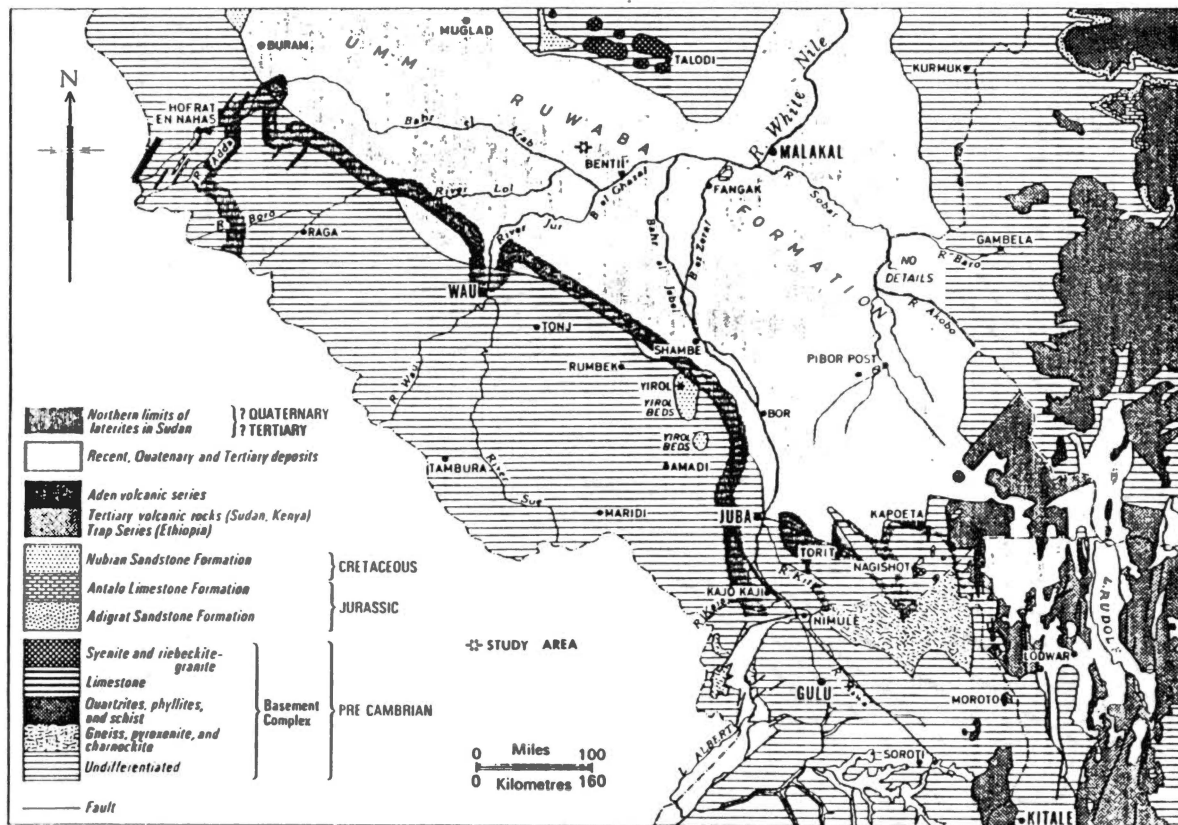 N
BURAM
MUGLAD
UMM
RUWABA
FORMATION
TALODI
KURMUK
R. White Nile
HOFRAT
EN NAHAS
R. Adda
Bahr el Arab
BENTIU
MALAKAL
B el Ghazal
FANGAK
R. Sobat
River Lol
R. Boro
RAGA
River Jur
Bahr el Jebel
B el Zeraf
NO
DETAILS
GAMBELA
R. Baro
R. Akobo
WAU
TONJ
SHAMBE
RUMBEK
PIBOR POST
R. Wau
YIROL
YIROL
BEDS
BOR
YIROL
BEDS
TAMBURA
AMADI
River Sue
MARIDI
JUBA
KAPOETA
TORIT
NAGISHOT
R. Kit
KAJO KAJI
R. Kaia
NIMULE
L. RUDOL
LODWAR
GULU
MOROTO
L. ALBERT
SOROTI
KITALE
Northern limits of
laterites in Sudan
? QUATERNARY
? TERTIARY
Recent, Quatenary and Tertiary deposits
Aden volcanic series
Tertiary volcanic rocks (Sudan, Kenya)
Trap Series (Ethiopia)
Nubian Sandstone Formation
CRETACEOUS
Antalo Limestone Formation
JURASSIC
Adigrat Sandstone Formation
Syenite and riebeckite-
granite
Limestone
Quartzites, phyllites,
and schist
Gneiss, pyroxenite, and
charnockite
Undifferentiated
Basement
Complex
PRE CAMBRIAN
Fault
STUDY AREA
0 Miles 100
0 Kilometres 160